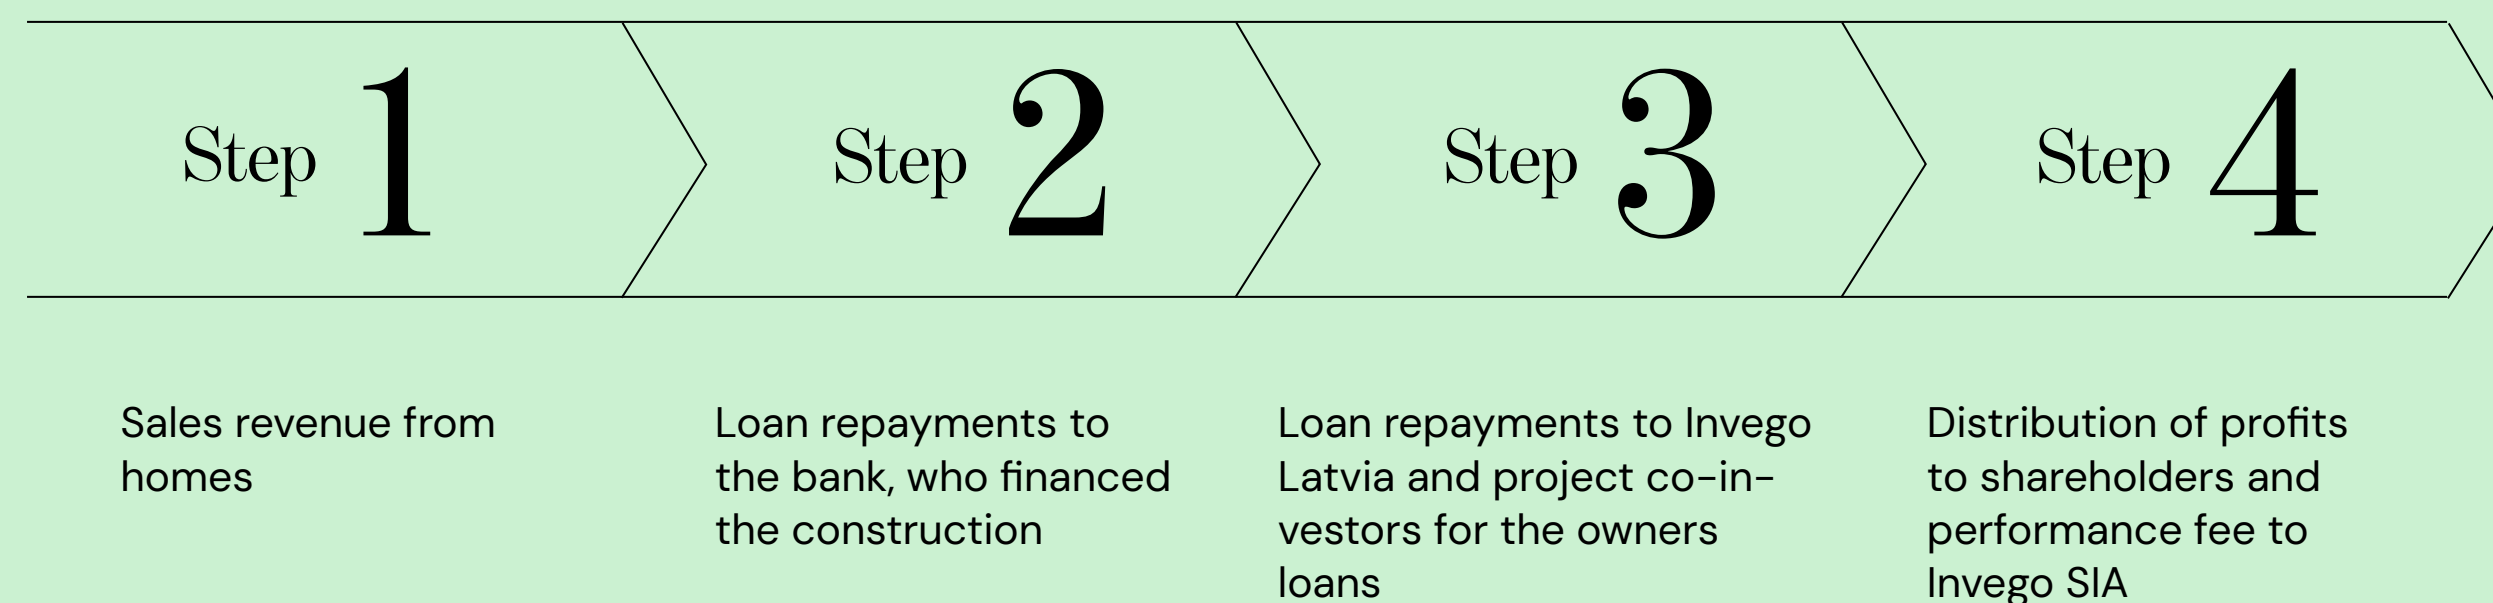 Step 1
Step 2
Step 3
Step 4
Sales revenue from
homes
Loan repayments to
the bank, who financed
the construction
Loan repayments to Invego
Latvia and project co-in-
vestors for the owners
loans
Distribution of profits
to shareholders and
performance fee to
Invego SIA